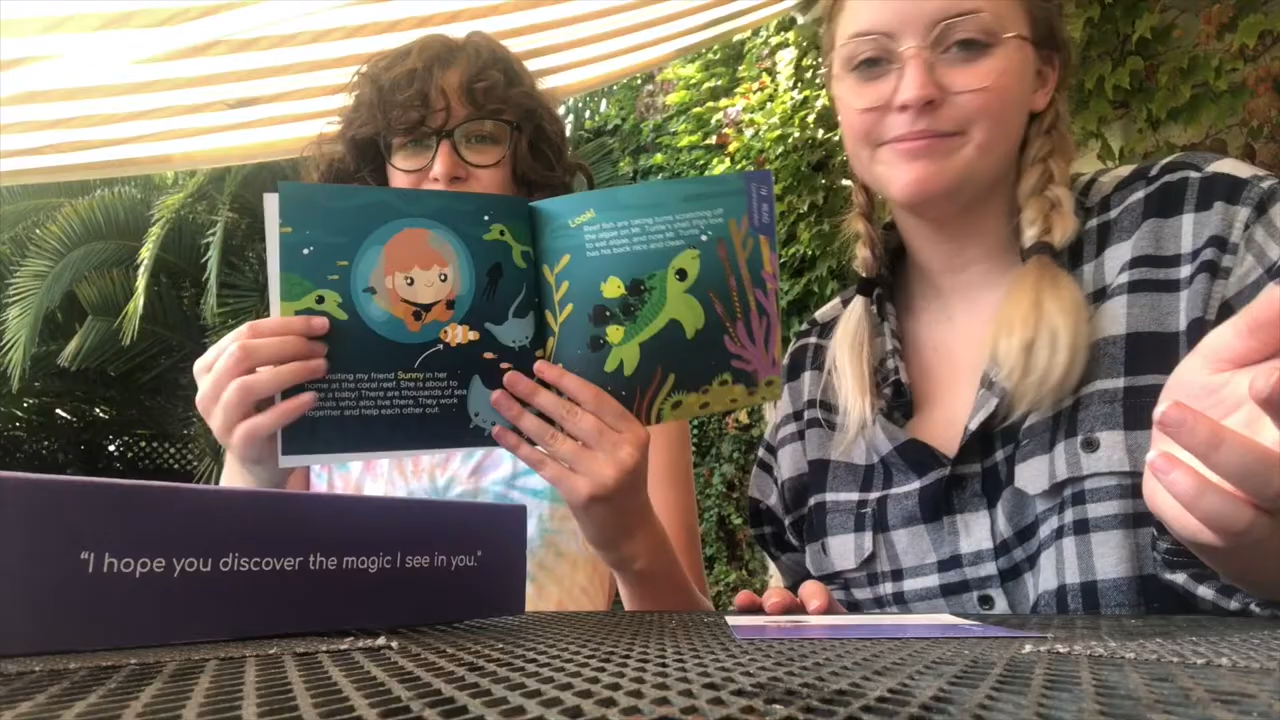 visiting my friend Sunny in her
home at the coral reef. She is about to
a baby! There are thousands of sea
who also live there. They work
together and help each other out.
Look!
Reef fish are taking turns scratching off
the algae on Mr. Turtle's shell! Fish love
to eat algae, and now Mr. Turtle
has his back nice and clean.
"I hope you discover the magic I see in you."